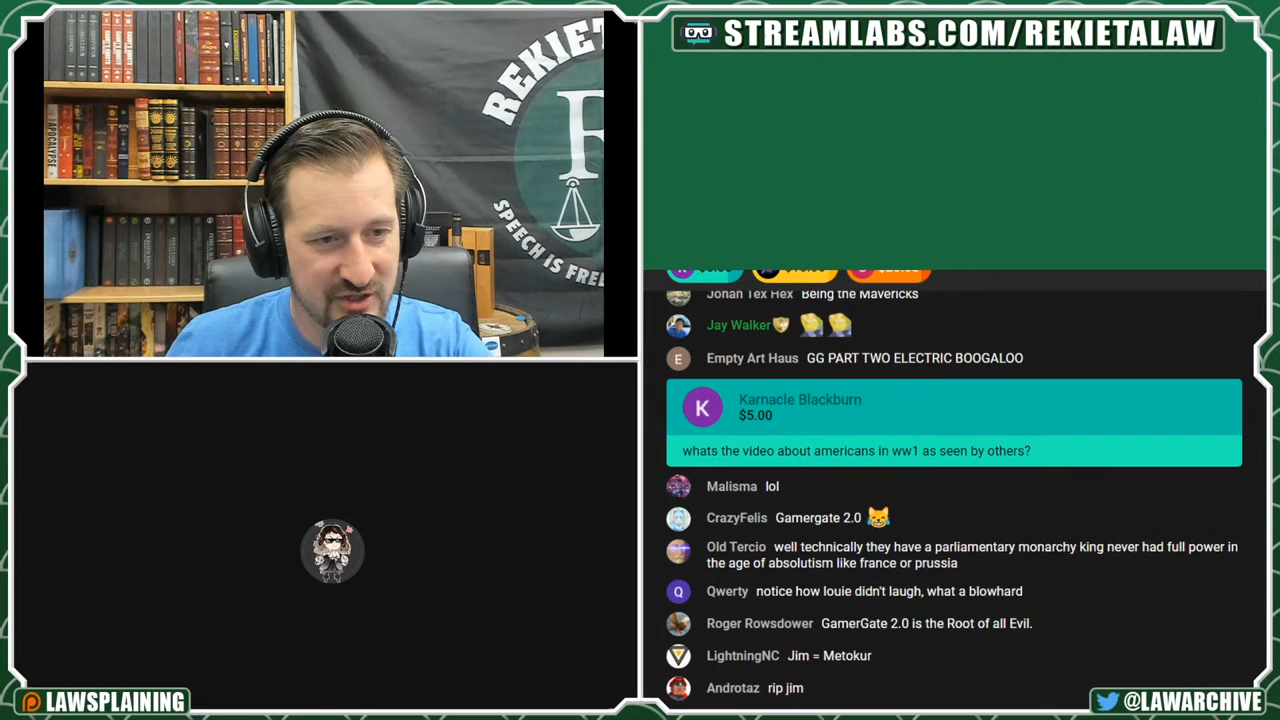 STREAMLABS.COM/REKIETALAW
REKIET
R
SPEECH IS FREE
APOCALYPSE
Jonan Tex Hex Being the Mavericks
Jay Walker
E Empty Art Haus GG PART TWO ELECTRIC BOOGALOO
K Karnacle Blackburn
$5.00
whats the video about americans in ww1 as seen by others?
Malisma lol
CrazyFelis Gamergate 2.0
Old Tercio well technically they have a parliamentary monarchy king never had full power in
the age of absolutism like france or prussia
Q Qwerty notice how louie didn't laugh, what a blowhard
Roger Rowsdower GamerGate 2.0 is the Root of all Evil.
LightningNC Jim = Metokur
Androtaz rip jim
LAWSPLAINING
@LAWARCHIVE